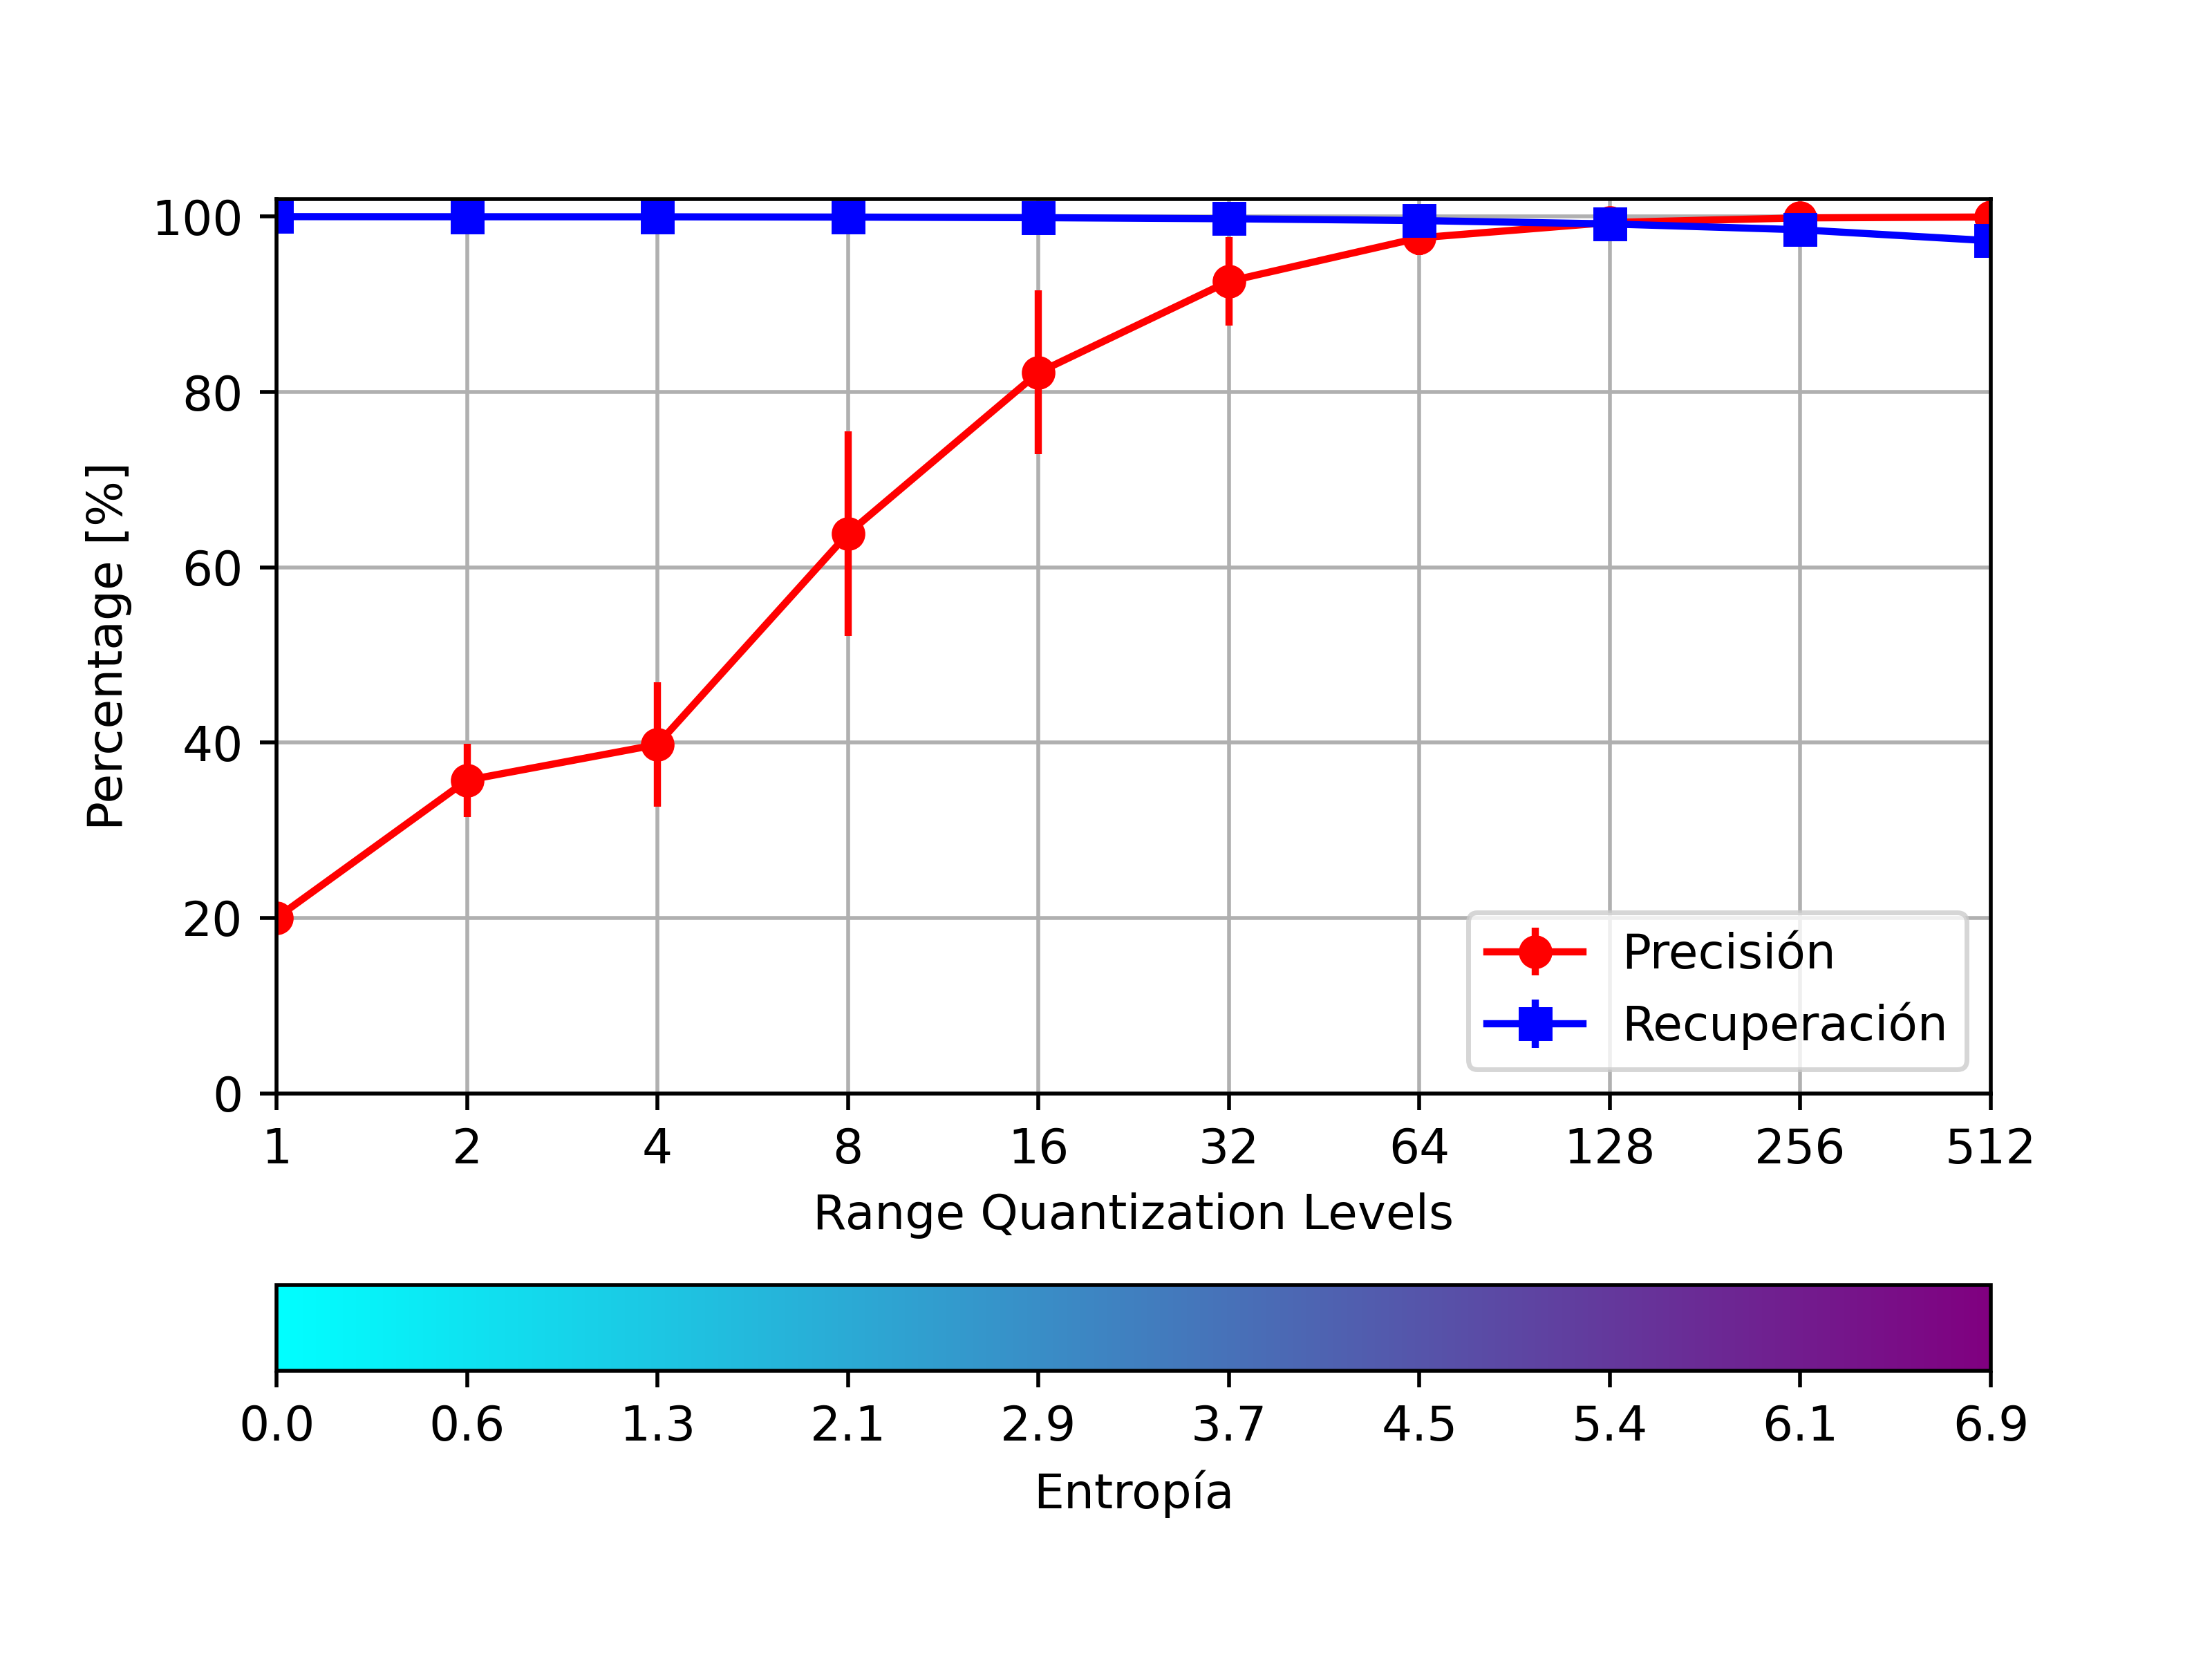 100
80
60
40
20
0
Percentage [%]
Precisión
Recuperación
1 2 4 8 16 32 64 128 256 512
Range Quantization Levels
0.0 0.6 1.3 2.1 2.9 3.7 4.5 5.4 6.1 6.9
Entropía